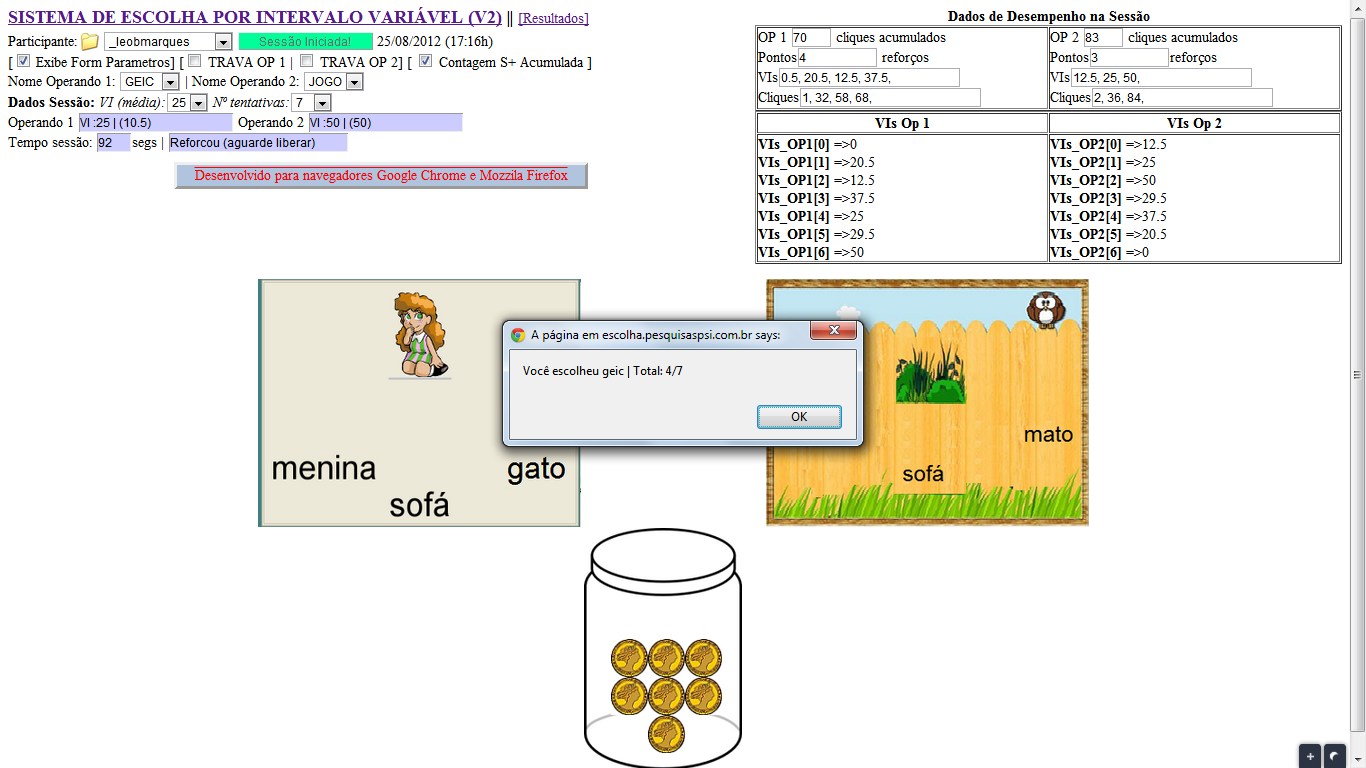 SISTEMA DE ESCOLHA POR INTERVALO VARIÁVEL (V2) || [Resultados]
Participante: _leobmarques Sessão Iniciada! 25/08/2012 (17:16h)
[ Exibe Form Parametros] [ TRAVA OP 1 | TRAVA OP 2] [ Contagem S+ Acumulada ]
Nome Operando 1: GEIC | Nome Operando 2: JOGO
Dados Sessão: VI (média): 25 Nº tentativas: 7
Operando 1 VI :25 | (10.5) Operando 2 VI :50 | (50)
Tempo sessão: 92 segs | Reforcou (aguarde liberar)
Desenvolvido para navegadores Google Chrome e Mozzila Firefox
Dados de Desempenho na Sessão
OP 1 70 cliques acumulados
Pontos 4 reforços
VIs 0.5, 20.5, 12.5, 37.5,
Cliques 1, 32, 58, 68,
OP 2 83 cliques acumulados
Pontos 3 reforços
VIs 12.5, 25, 50,
Cliques 2, 36, 84,
VIs Op 1
VIs_OP1[0] =>0
VIs_OP1[1] =>20.5
VIs_OP1[2] =>12.5
VIs_OP1[3] =>37.5
VIs_OP1[4] =>25
VIs_OP1[5] =>29.5
VIs_OP1[6] =>50
VIs Op 2
VIs_OP2[0] =>12.5
VIs_OP2[1] =>25
VIs_OP2[2] =>50
VIs_OP2[3] =>29.5
VIs_OP2[4] =>37.5
VIs_OP2[5] =>20.5
VIs_OP2[6] =>0
A página em escolha.pesquisaspsi.com.br says:
Você escolheu geic | Total: 4/7
OK
menina
gato
sofá
mato
sofá